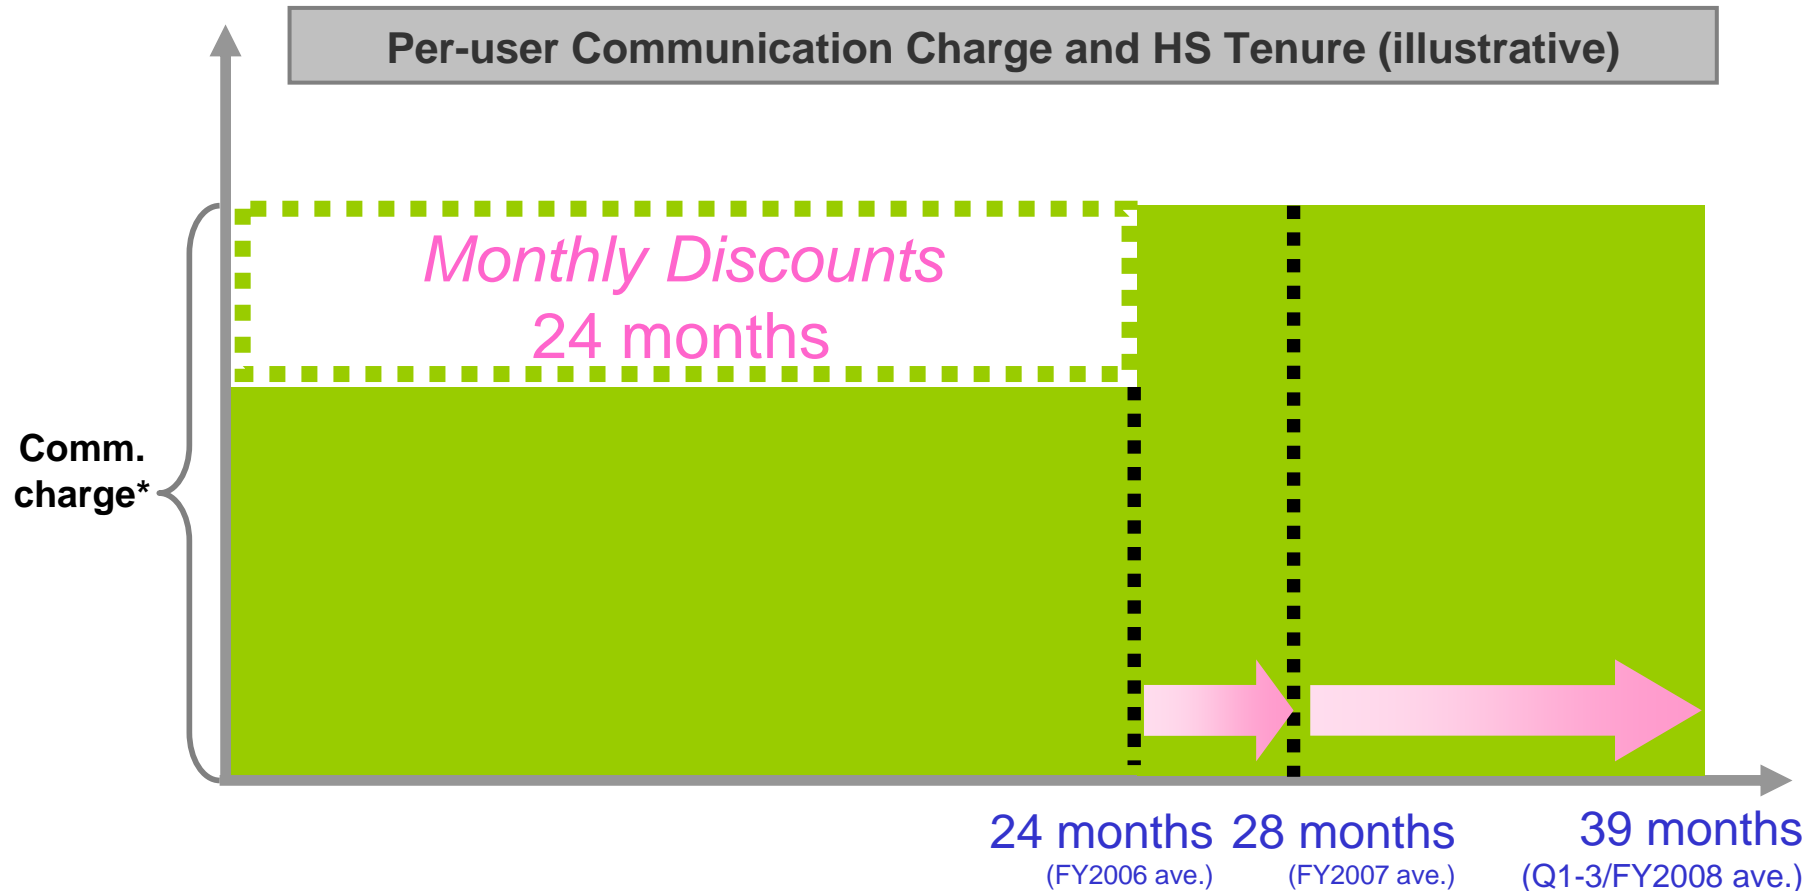 Per-user Communication Charge and HS Tenure (illustrative)
Monthly Discounts
24 months
Comm.
charge*
24 months
(FY2006 ave.)
28 months
(FY2007 ave.)
39 months
(Q1-3/FY2008 ave.)